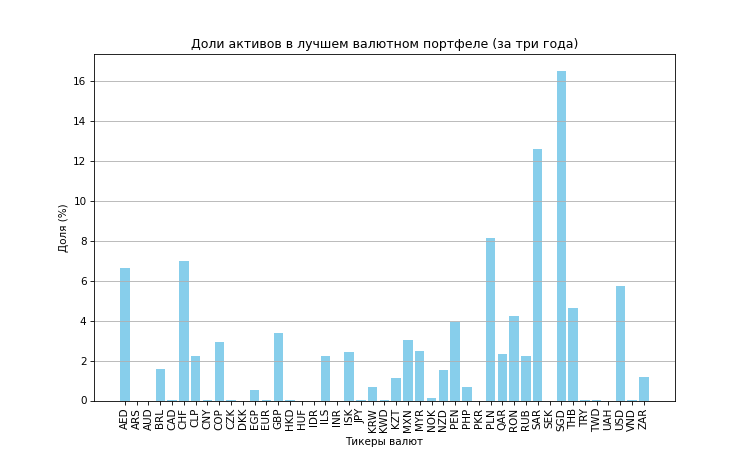 Доли активов в лучшем валютном портфеле (за три года)
Доля (%)
16
14
12
10
8
6
4
2
0
AED ARS AUD BRL CAD CHF CLP CNY COP CZK DKK EGP EUR GBP HKD HUF IDR ILS INR ISK JPY KRW KWD KZT MXN MYR NOK NZD PEN PHP PKR PLN QAR RON RUB SAR SEK SGD THB TRY TWD UAH USD VND ZAR
Тикеры валют